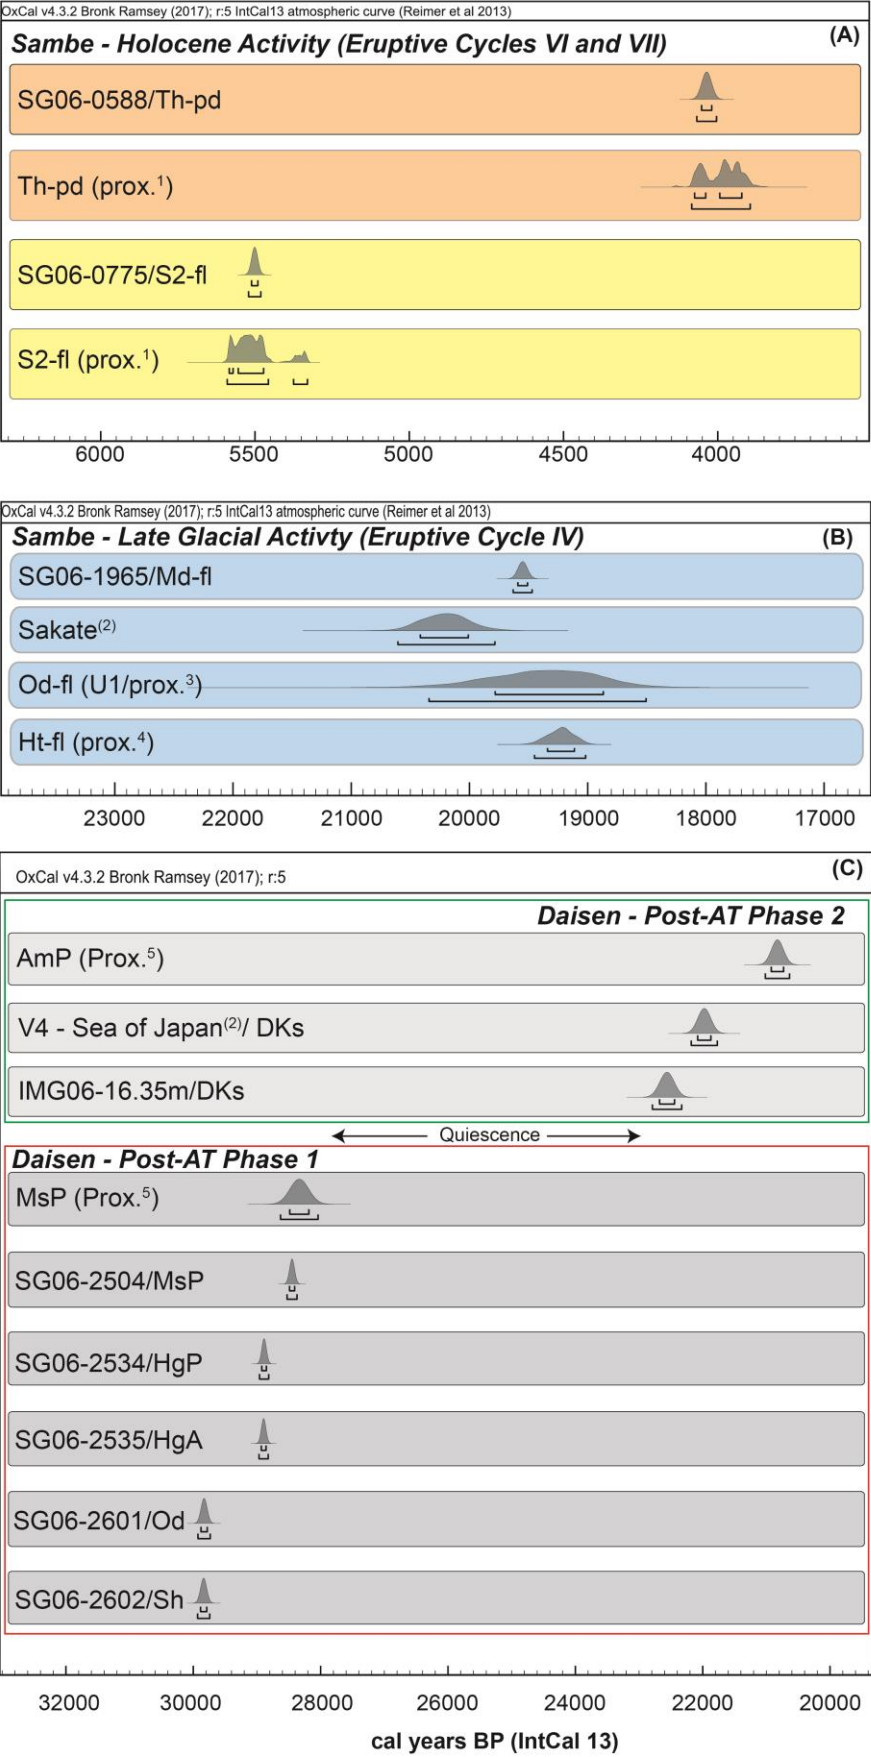 OxCal v4.3.2 Bronk Ramsey (2017); r:5 IntCal13 atmospheric curve (Reimer et al 2013)
Sambe - Holocene Activity (Eruptive Cycles VI and VII) (A)
SG06-0588/Th-pd
Th-pd (prox.1)
SG06-0775/S2-fl
S2-fl (prox.1)
6000 5500 5000 4500 4000
OxCal v4.3.2 Bronk Ramsey (2017); r:5 IntCal13 atmospheric curve (Reimer et al 2013)
Sambe - Late Glacial Activty (Eruptive Cycle IV) (B)
SG06-1965/Md-fl
Sakate(2)
Od-fl (U1/prox.3)
Ht-fl (prox.4)
23000 22000 21000 20000 19000 18000 17000
OxCal v4.3.2 Bronk Ramsey (2017); r:5 (C)
Daisen - Post-AT Phase 2
AmP (Prox.5)
V4 - Sea of Japan(2)/ DKs
IMG06-16.35m/DKs
Quiescence
Daisen - Post-AT Phase 1
MsP (Prox.5)
SG06-2504/MsP
SG06-2534/HgP
SG06-2535/HgA
SG06-2601/Od
SG06-2602/Sh
32000 30000 28000 26000 24000 22000 20000
cal years BP (IntCal 13)